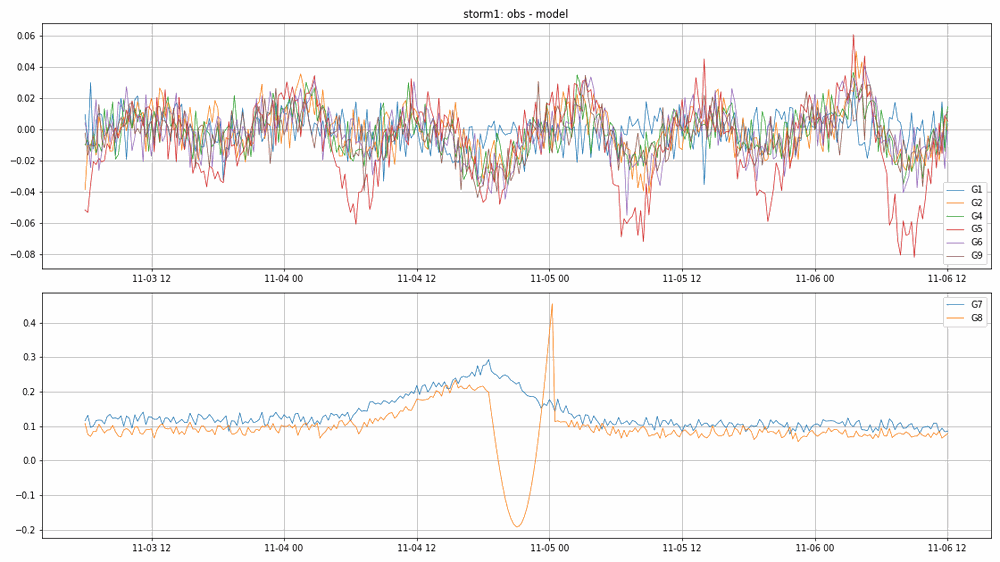 storm1: obs - model
0.06
0.04
0.02
0.00
−0.02
−0.04
−0.06
−0.08
G1
G2
G4
G5
G6
G9
11-03 12 11-04 00 11-04 12 11-05 00 11-05 12 11-06 00 11-06 12
G7
G8
0.4
0.3
0.2
0.1
0.0
−0.1
−0.2
11-03 12 11-04 00 11-04 12 11-05 00 11-05 12 11-06 00 11-06 12